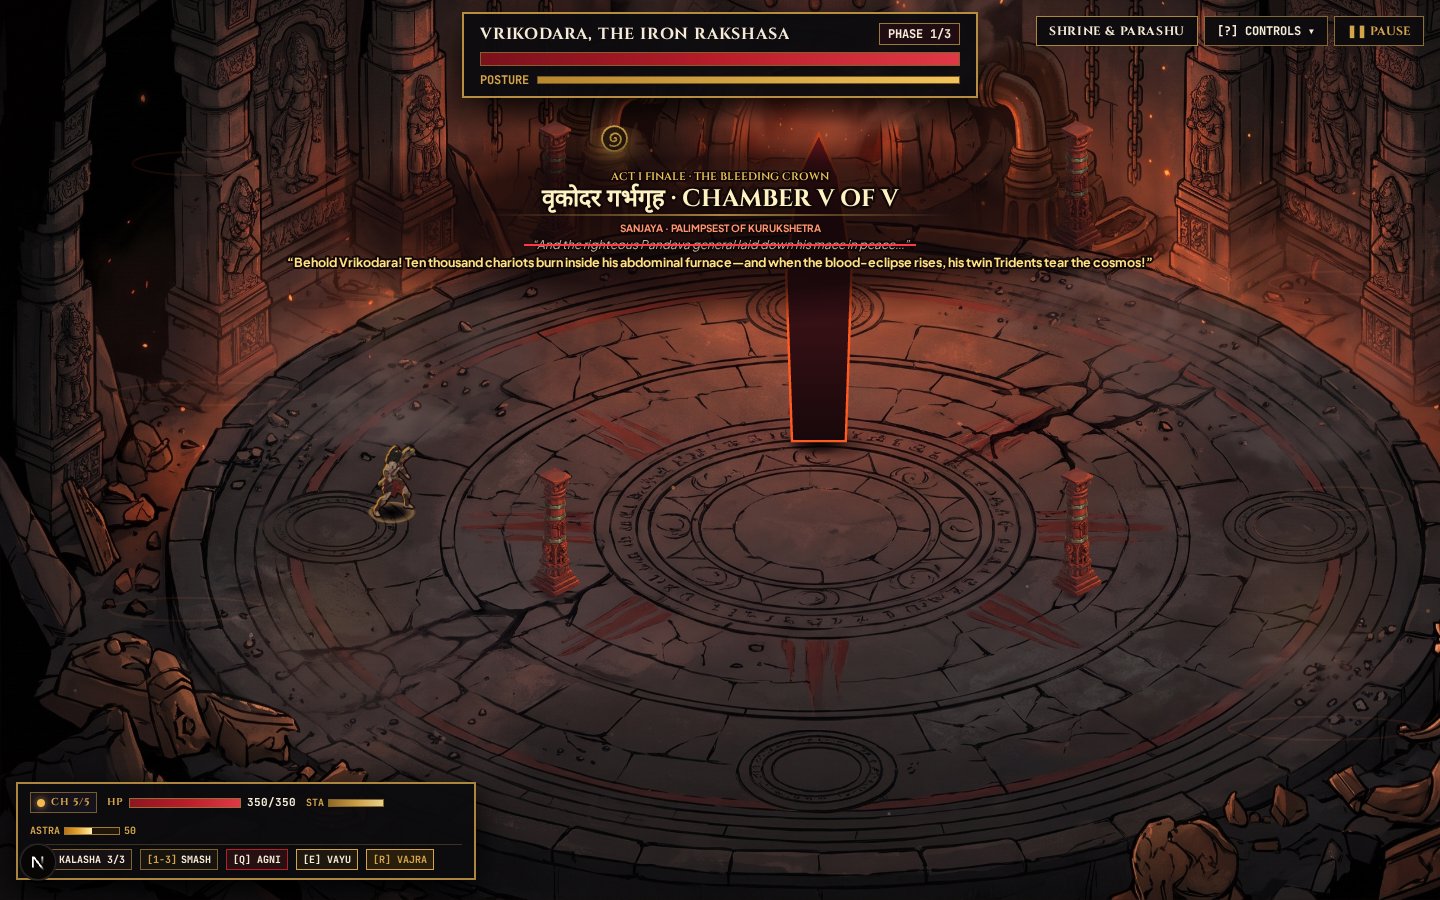 VRIKODARA, THE IRON RAKSHASA
PHASE 1/3
POSTURE
SHRINE & PARASHU
[?] CONTROLS ▾
❚❚ PAUSE
ACT I FINALE · THE BLEEDING CROWN
वृकोदर गर्भगृह · CHAMBER V OF V
SANJAYA · PALIMPSEST OF KURUKSHETRA
"And the righteous Pandava general laid down his mace in peace..."
“Behold Vrikodara! Ten thousand chariots burn inside his abdominal furnace—and when the blood-eclipse rises, his twin Tridents tear the cosmos!”
CH 5/5 HP 350/350 STA
ASTRA 50
N KALASHA 3/3 [1-3] SMASH [Q] AGNI [E] VAYU [R] VAJRA